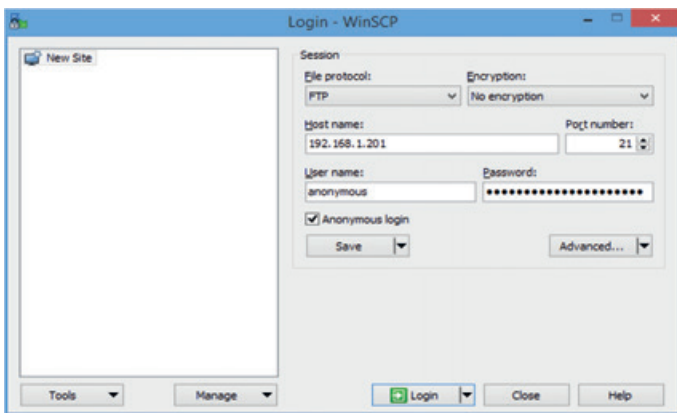 Login - WinSCP
New Site
Session
File protocol: Encryption:
FTP No encryption
Host name: Port number:
192.168.1.201 21
User name: Password:
anonymous ●●●●●●●●●●●●●●●●●●●●●
Anonymous login
Save Advanced...
Tools Manage Login Close Help